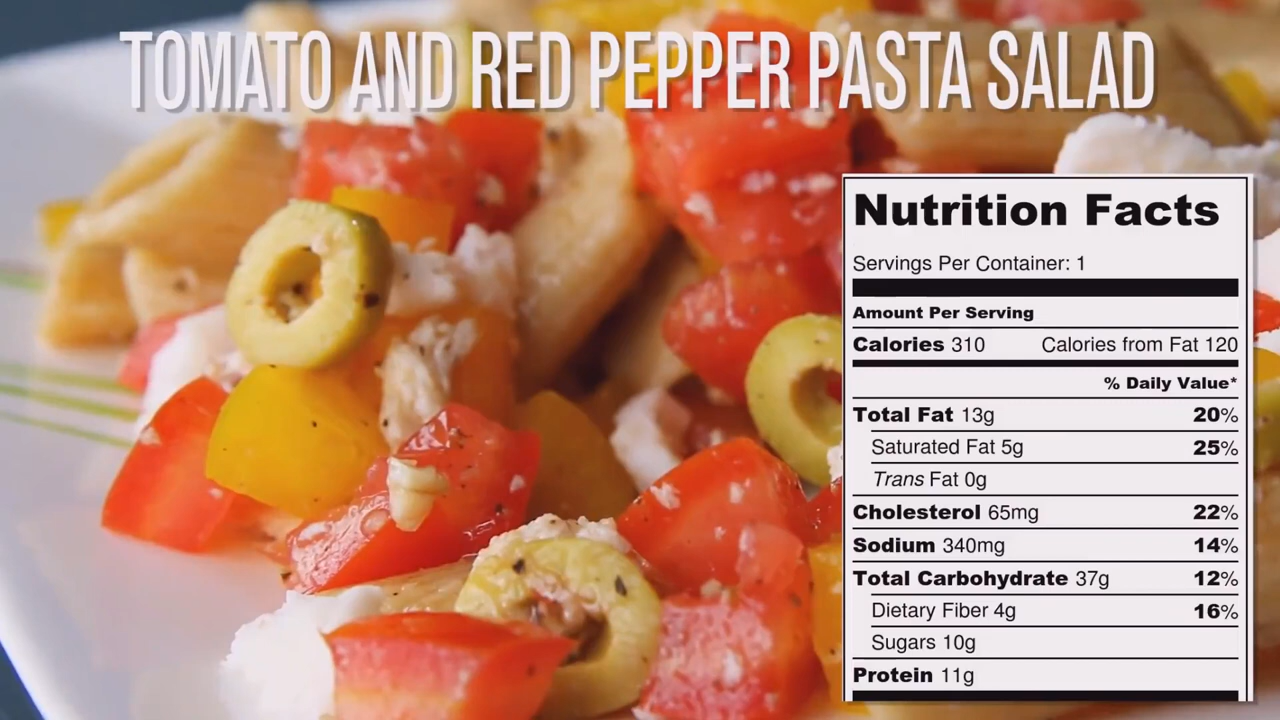 TOMATO AND RED PEPPER PASTA SALAD
Nutrition Facts
Servings Per Container: 1
Amount Per Serving
Calories 310 Calories from Fat 120
% Daily Value*
Total Fat 13g 20%
Saturated Fat 5g 25%
Trans Fat 0g
Cholesterol 65mg 22%
Sodium 340mg 14%
Total Carbohydrate 37g 12%
Dietary Fiber 4g 16%
Sugars 10g
Protein 11g